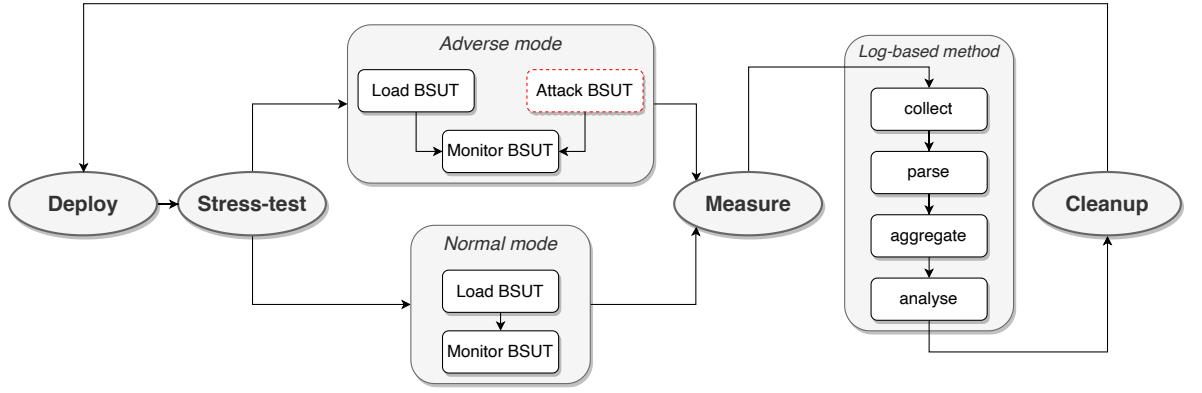 Deploy
Stress-test
Adverse mode
Load BSUT
Attack BSUT
Monitor BSUT
Normal mode
Load BSUT
Monitor BSUT
Measure
Log-based method
collect
parse
aggregate
analyse
Cleanup